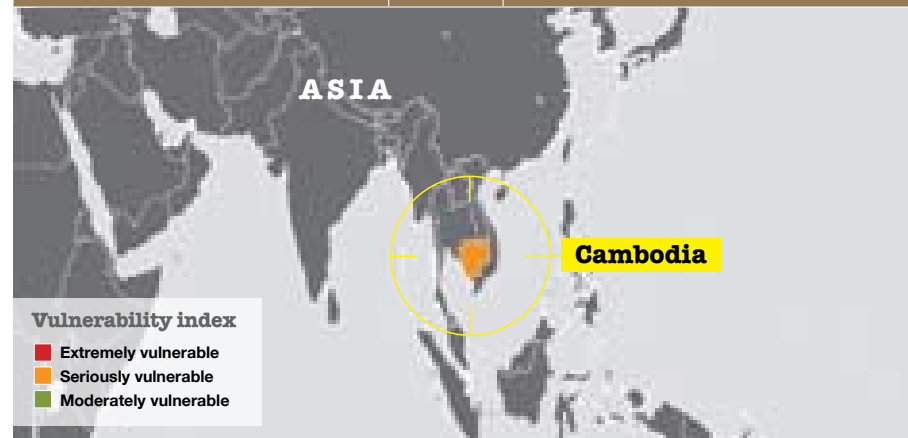 ASIA
Cambodia
Vulnerability index
Extremely vulnerable
Seriously vulnerable
Moderately vulnerable